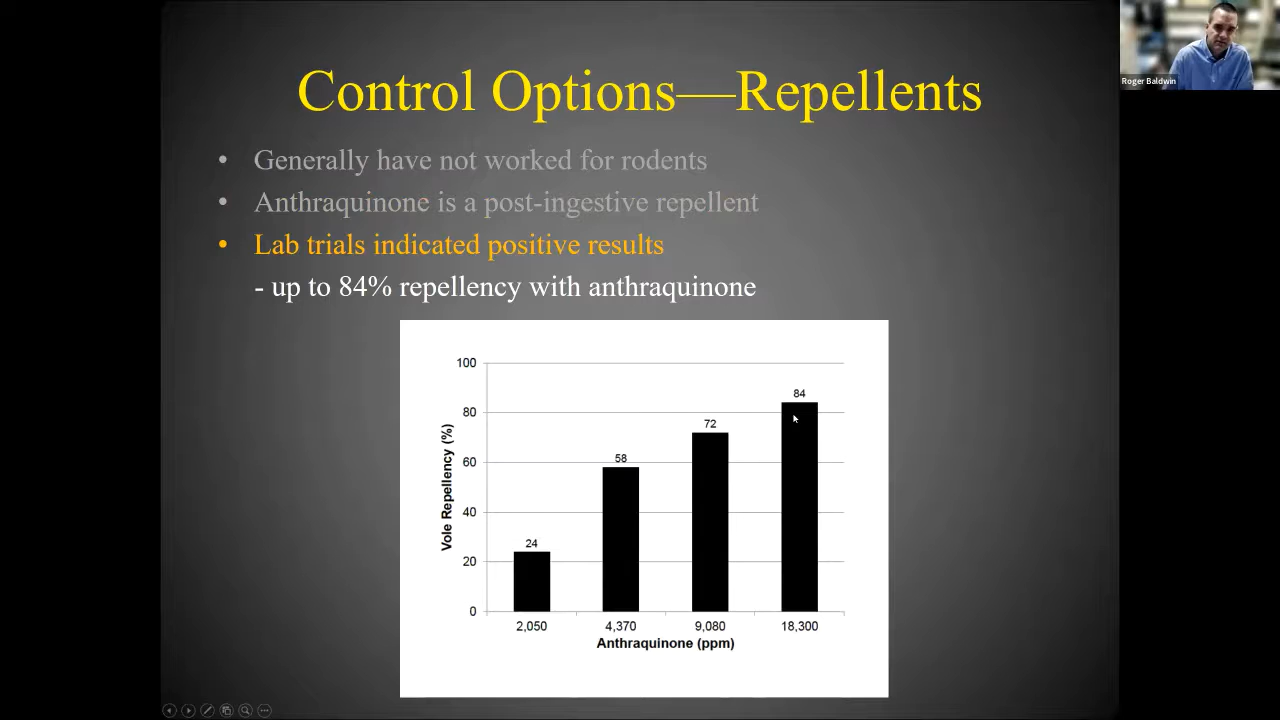 Control Options—Repellents
Roger Baldwin
• Generally have not worked for rodents
• Anthraquinone is a post-ingestive repellent
• Lab trials indicated positive results
- up to 84% repellency with anthraquinone
100
80
60
40
20
0
Vole Repellency (%)
24
58
72
84
2,050 4,370 9,080 18,300
Anthraquinone (ppm)